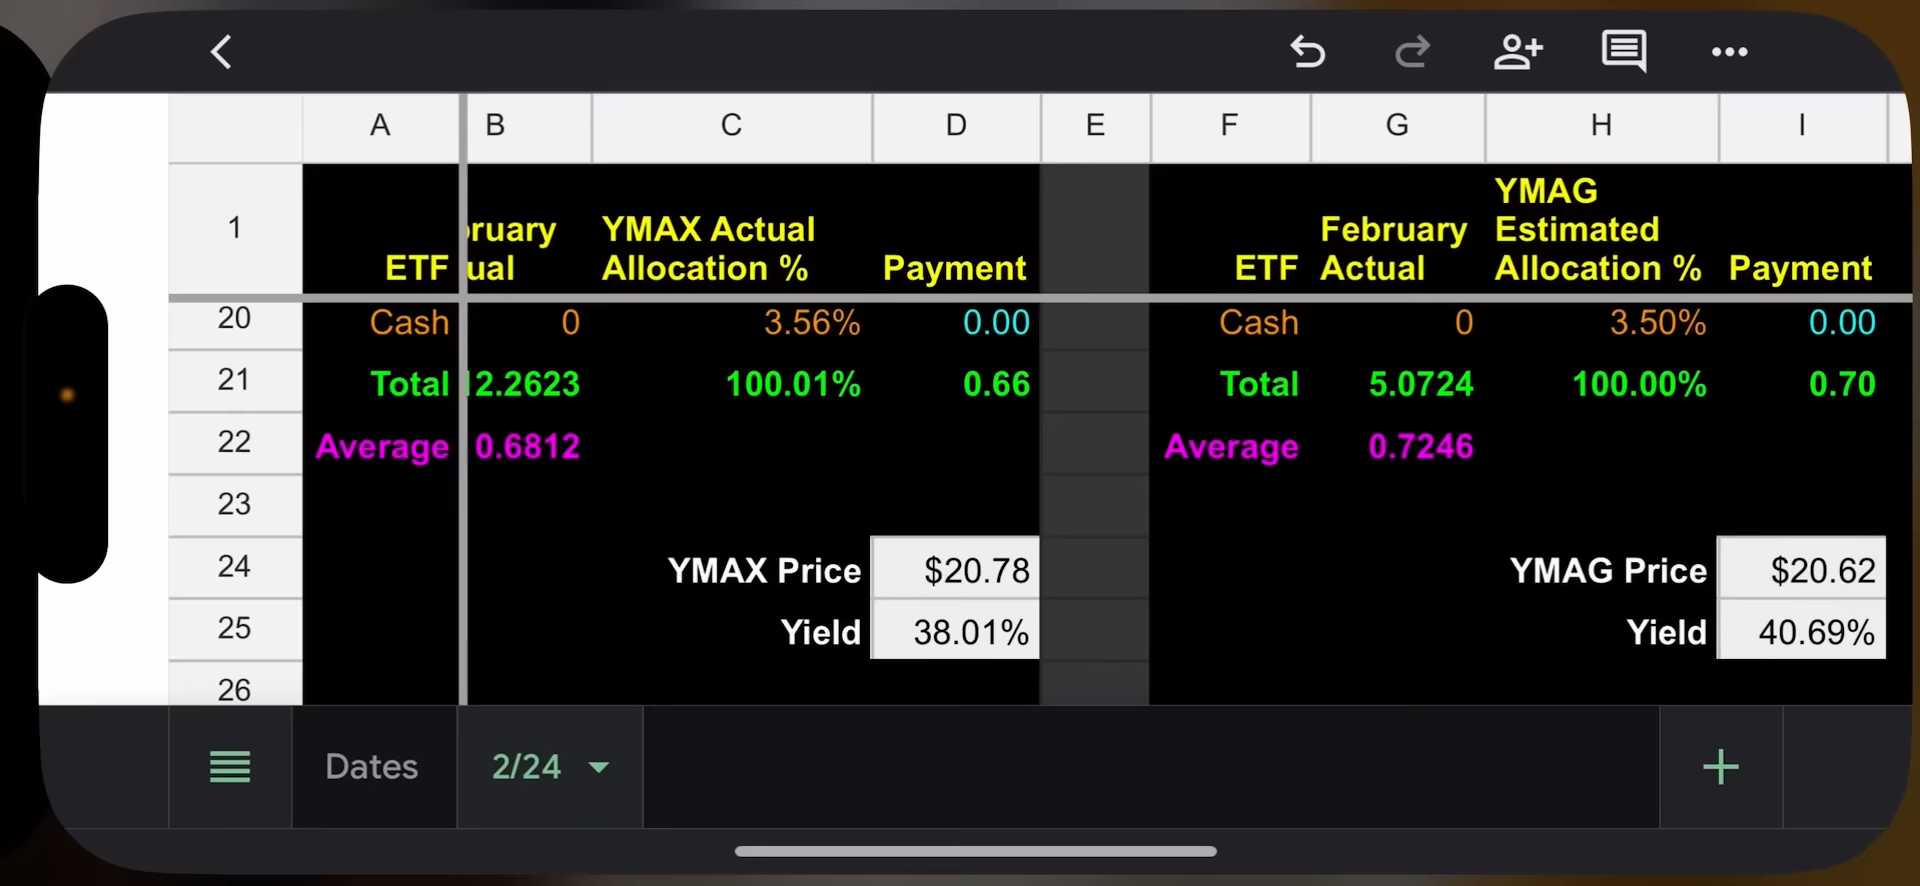 A B C D E F G H I
1
YMAG
YMAX Actual February Estimated
ETF Allocation % Payment ETF Actual Allocation % Payment
20 Cash 0 3.56% 0.00 Cash 0 3.50% 0.00
21 Total 2.2623 100.01% 0.66 Total 5.0724 100.00% 0.70
22 Average 0.6812 Average 0.7246
23
24 YMAX Price $20.78 YMAG Price $20.62
25 Yield 38.01% Yield 40.69%
26
Dates 2/24